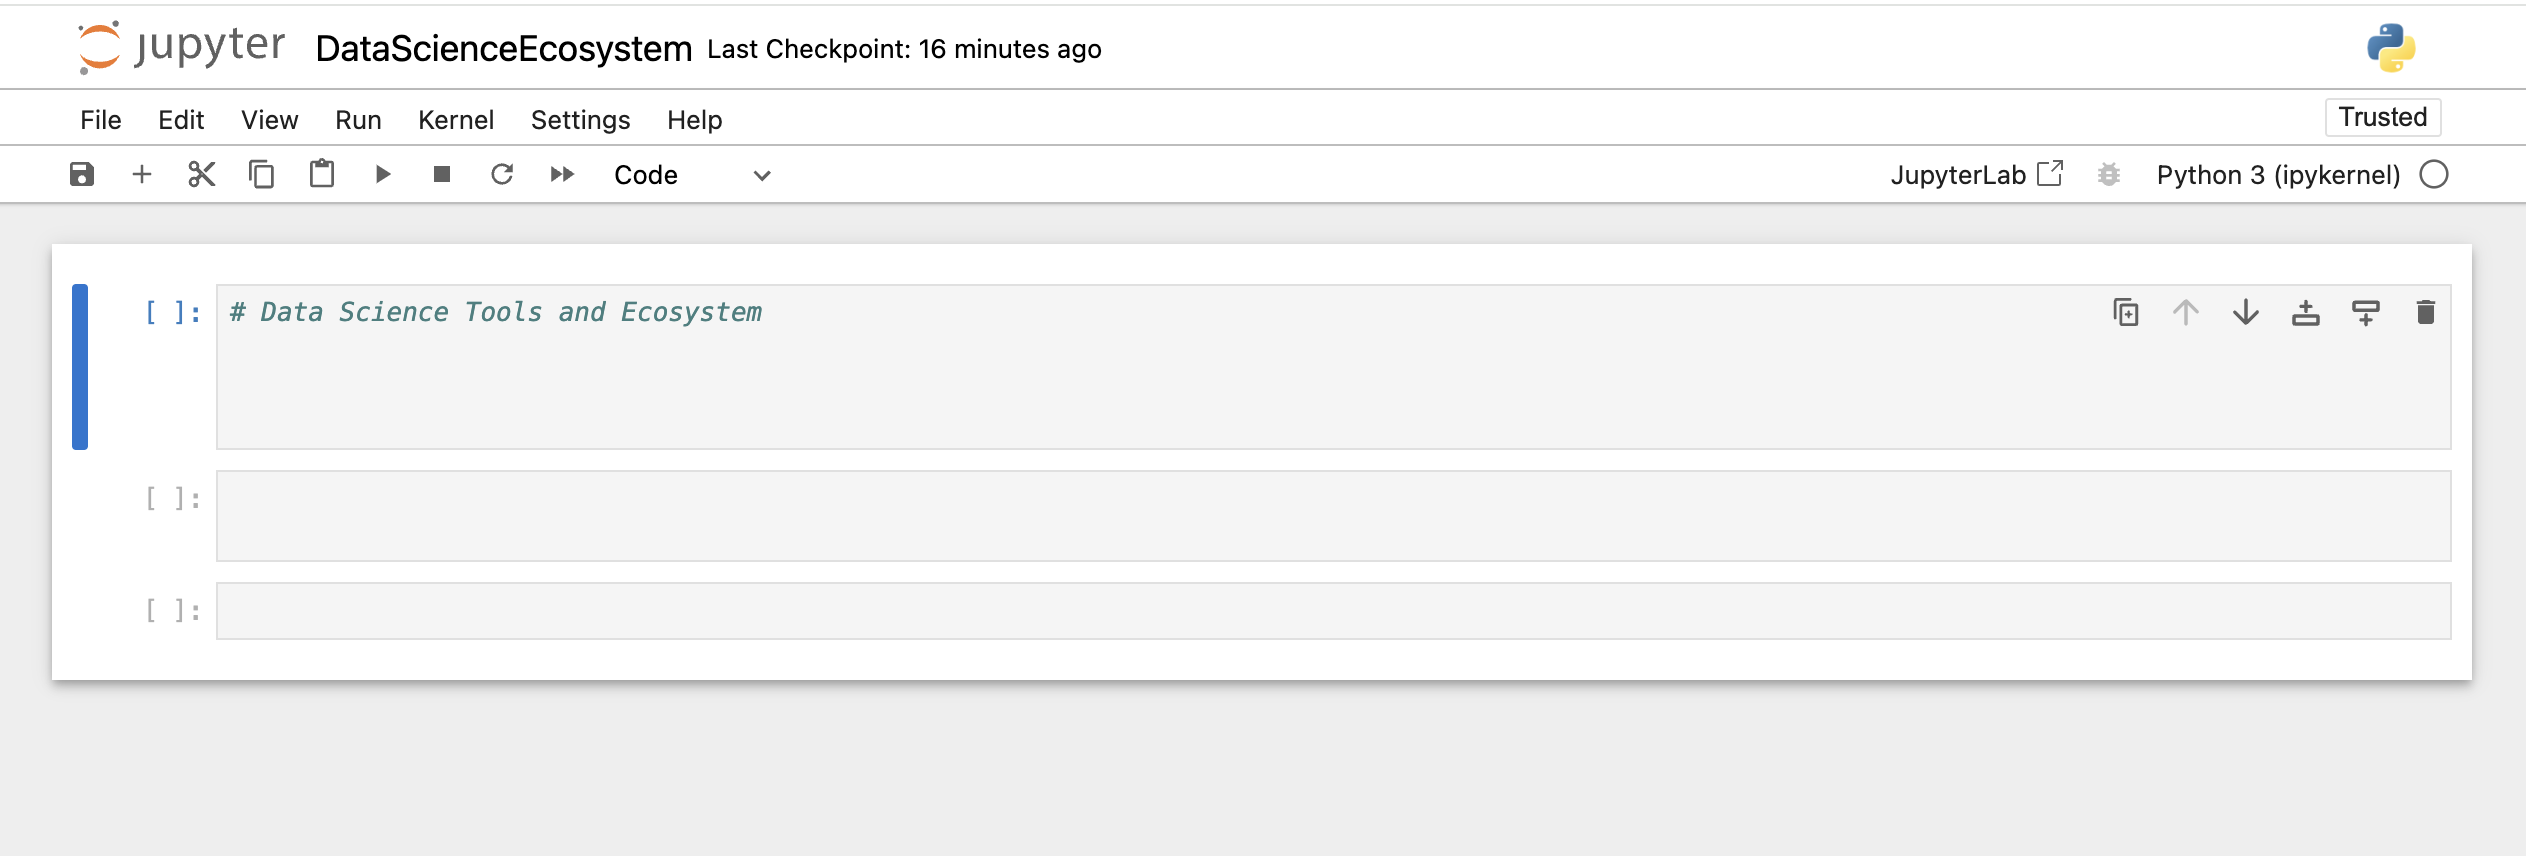 jupyter DataScienceEcosystem Last Checkpoint: 16 minutes ago
File Edit View Run Kernel Settings Help Trusted
Code JupyterLab Python 3 (ipykernel)
[ ]: # Data Science Tools and Ecosystem
[ ]:
[ ]: